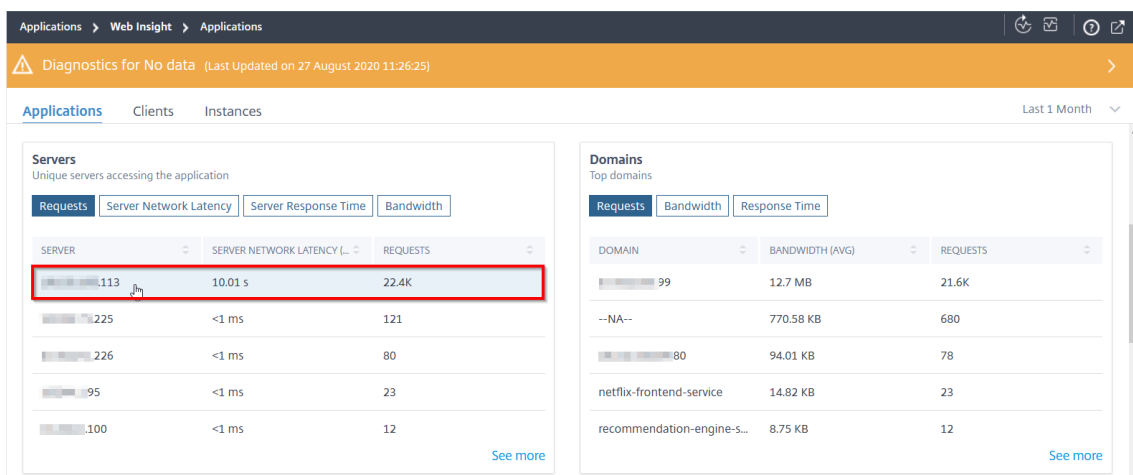 Applications > Web Insight > Applications
Diagnostics for No data (Last Updated on 27 August 2020 11:26:25)
Applications Clients Instances Last 1 Month
Servers
Unique servers accessing the application
Requests Server Network Latency Server Response Time Bandwidth
SERVER SERVER NETWORK LATENCY (... REQUESTS
.113 10.01 s 22.4K
.225 <1 ms 121
226 <1 ms 80
95 <1 ms 23
.100 <1 ms 12
See more
Domains
Top domains
Requests Bandwidth Response Time
DOMAIN BANDWIDTH (AVG) REQUESTS
99 12.7 MB 21.6K
--NA-- 770.58 KB 680
80 94.01 KB 78
netflix-frontend-service 14.82 KB 23
recommendation-engine-s... 8.75 KB 12
See more